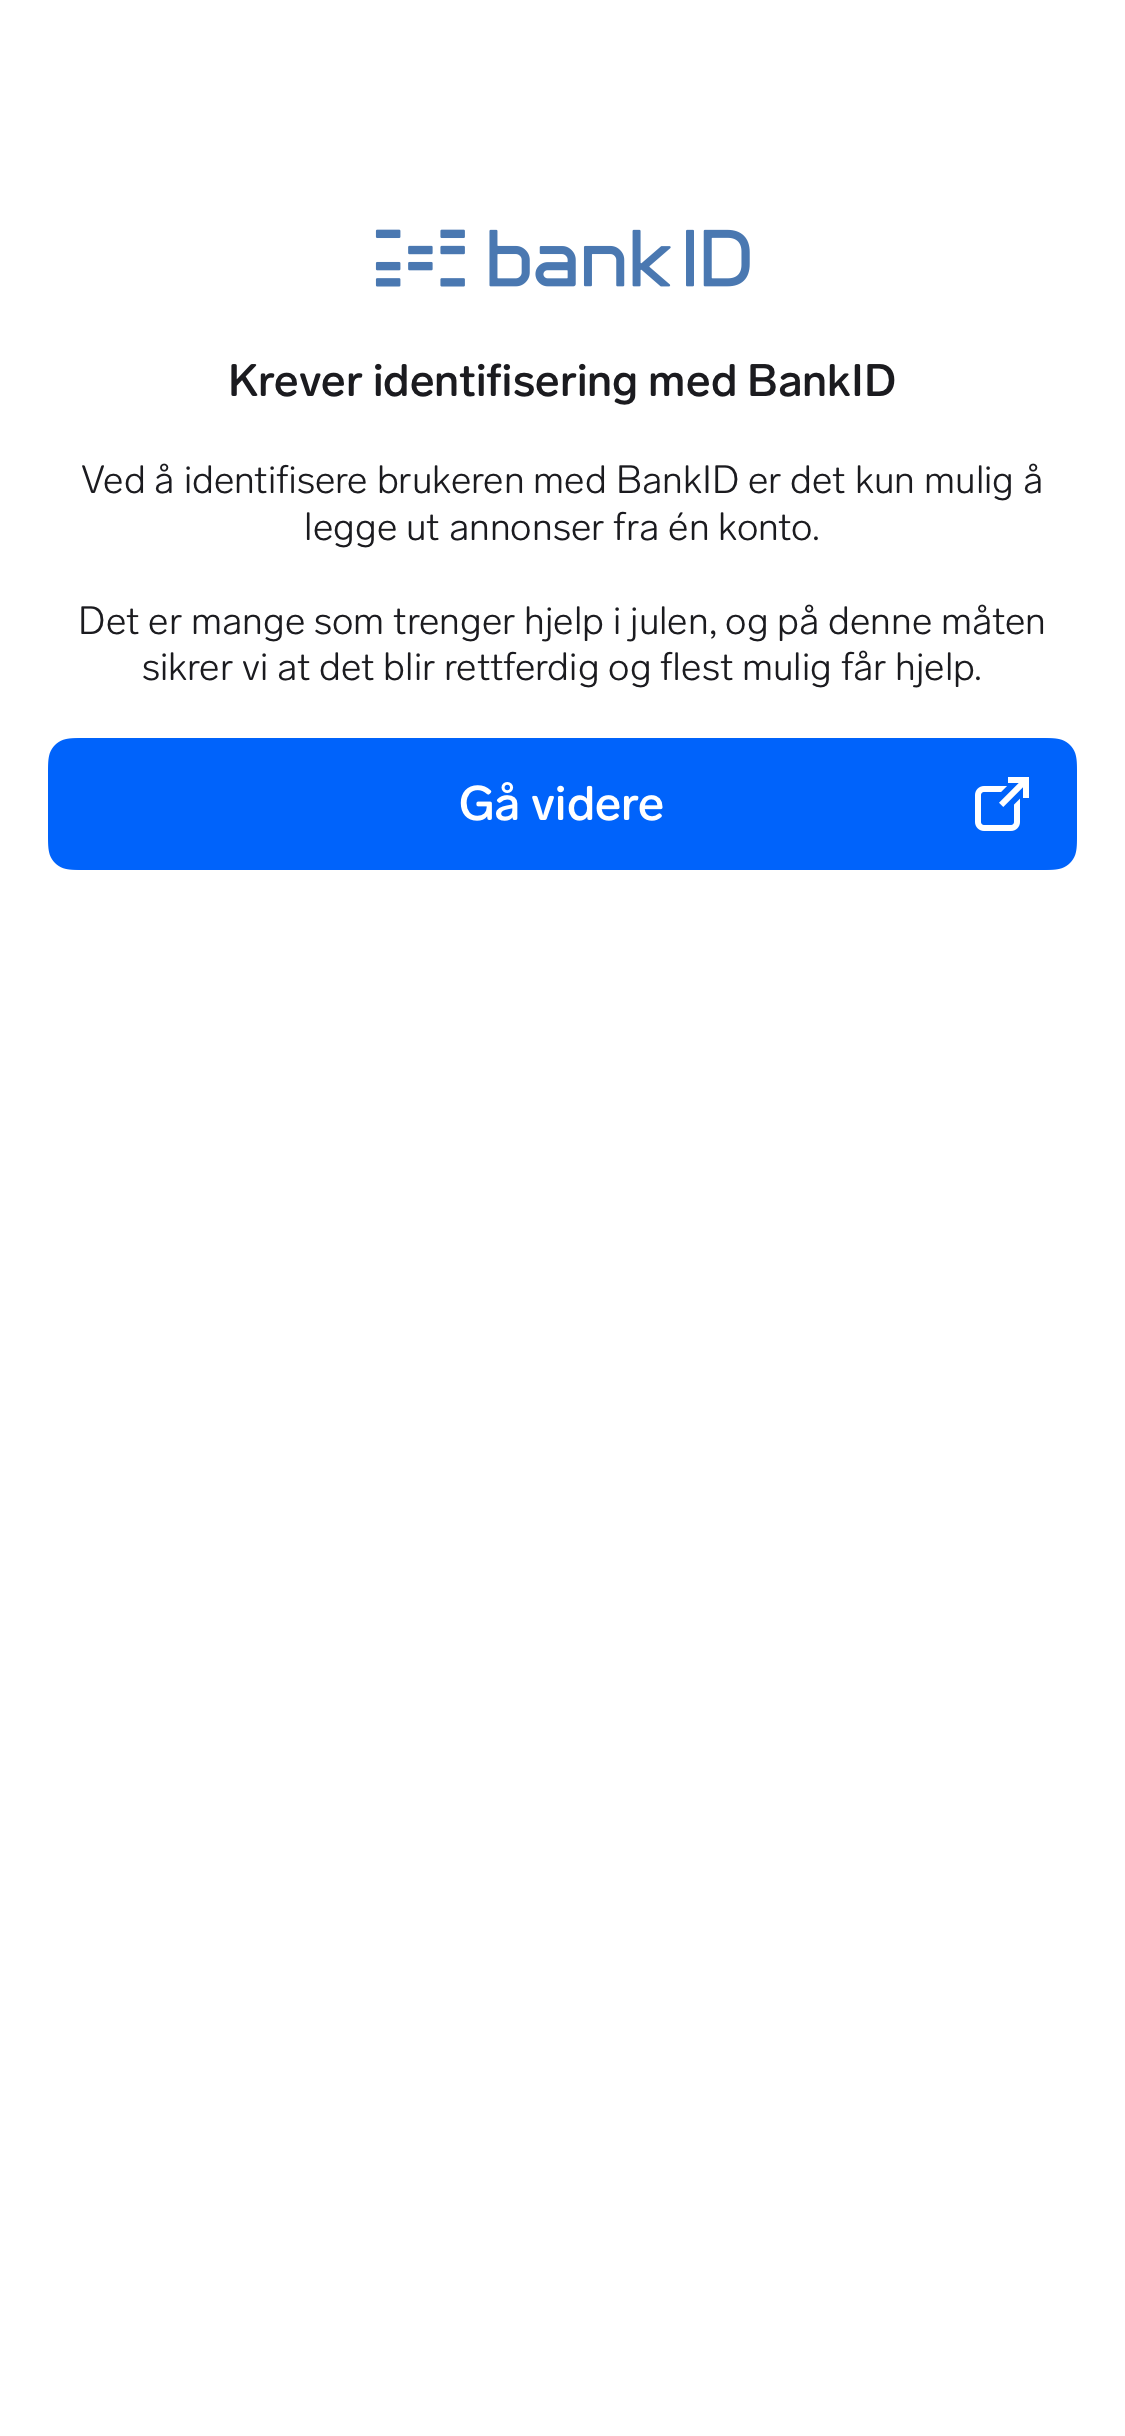 bankID
Krever identifisering med BankID
Ved å identifisere brukeren med BankID er det kun mulig å
legge ut annonser fra én konto.
Det er mange som trenger hjelp i julen, og på denne måten
sikrer vi at det blir rettferdig og flest mulig får hjelp.
Gå videre